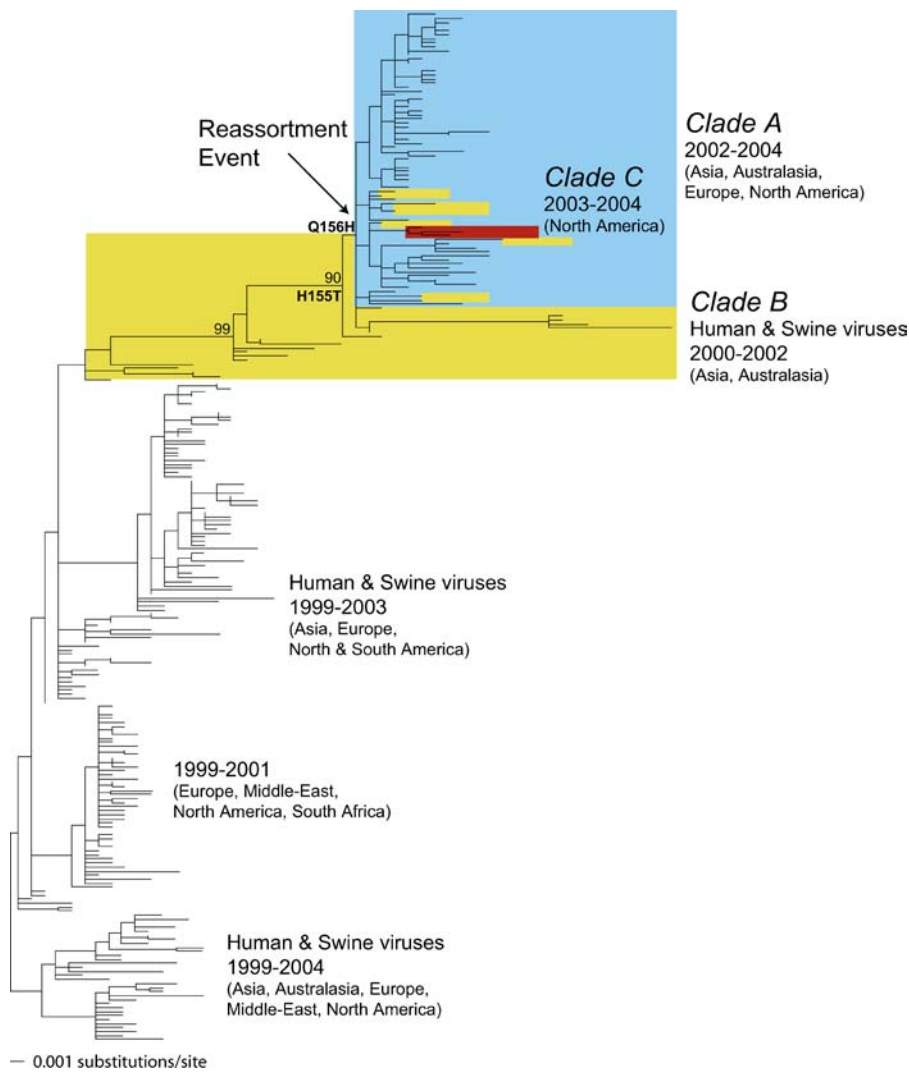 Reassortment
Event
Clade A
2002-2004
(Asia, Australasia,
Europe, North America)
Clade C
2003-2004
(North America)
Q156H
90
H155T
99
Clade B
Human & Swine viruses
2000-2002
(Asia, Australasia)
Human & Swine viruses
1999-2003
(Asia, Europe,
North & South America)
1999-2001
(Europe, Middle-East,
North America, South Africa)
Human & Swine viruses
1999-2004
(Asia, Australasia, Europe,
Middle-East, North America)
0.001 substitutions/site